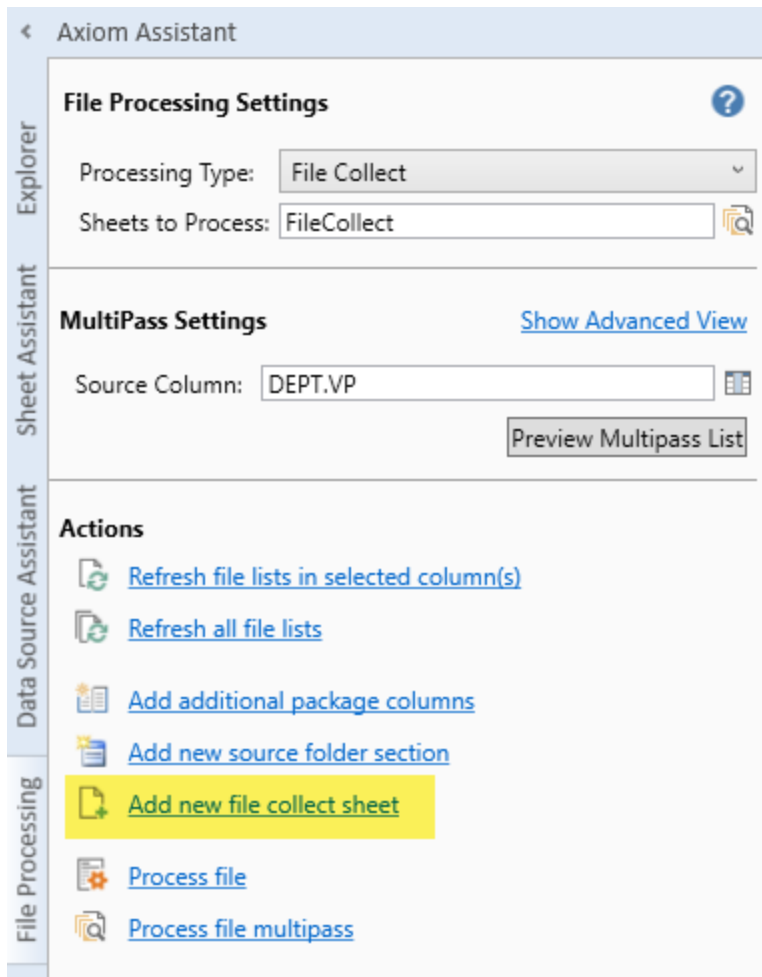 Axiom Assistant
File Processing Settings
Processing Type: File Collect
Sheets to Process: FileCollect
MultiPass Settings Show Advanced View
Source Column: DEPT.VP
Preview Multipass List
Actions
Refresh file lists in selected column(s)
Refresh all file lists
Add additional package columns
Add new source folder section
Add new file collect sheet
Process file
Process file multipass
Explorer
Sheet Assistant
Data Source Assistant
File Processing